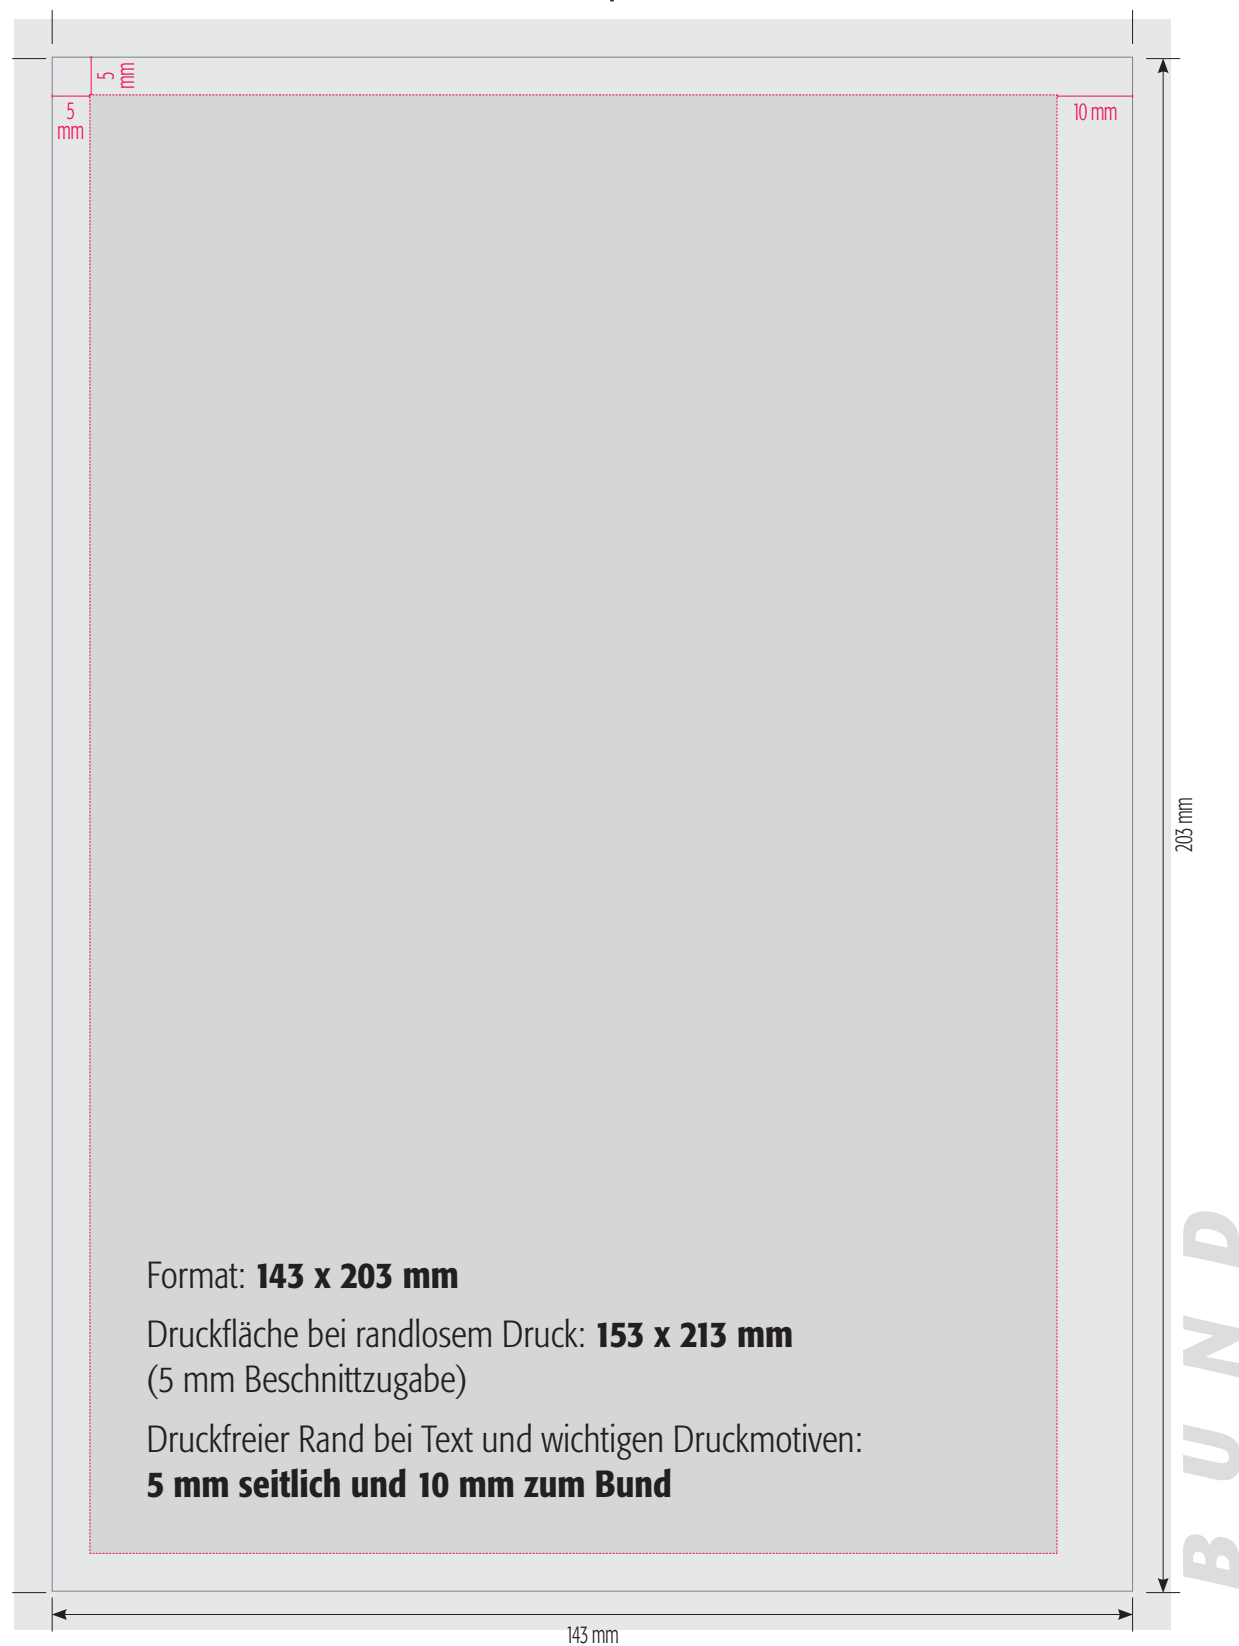 5
mm
5
mm
10 mm
203 mm
Format: 143 x 203 mm
Druckfläche bei randlosem Druck: 153 x 213 mm
(5 mm Beschnittzugabe)
Druckfreier Rand bei Text und wichtigen Druckmotiven:
5 mm seitlich und 10 mm zum Bund
BUND
143 mm